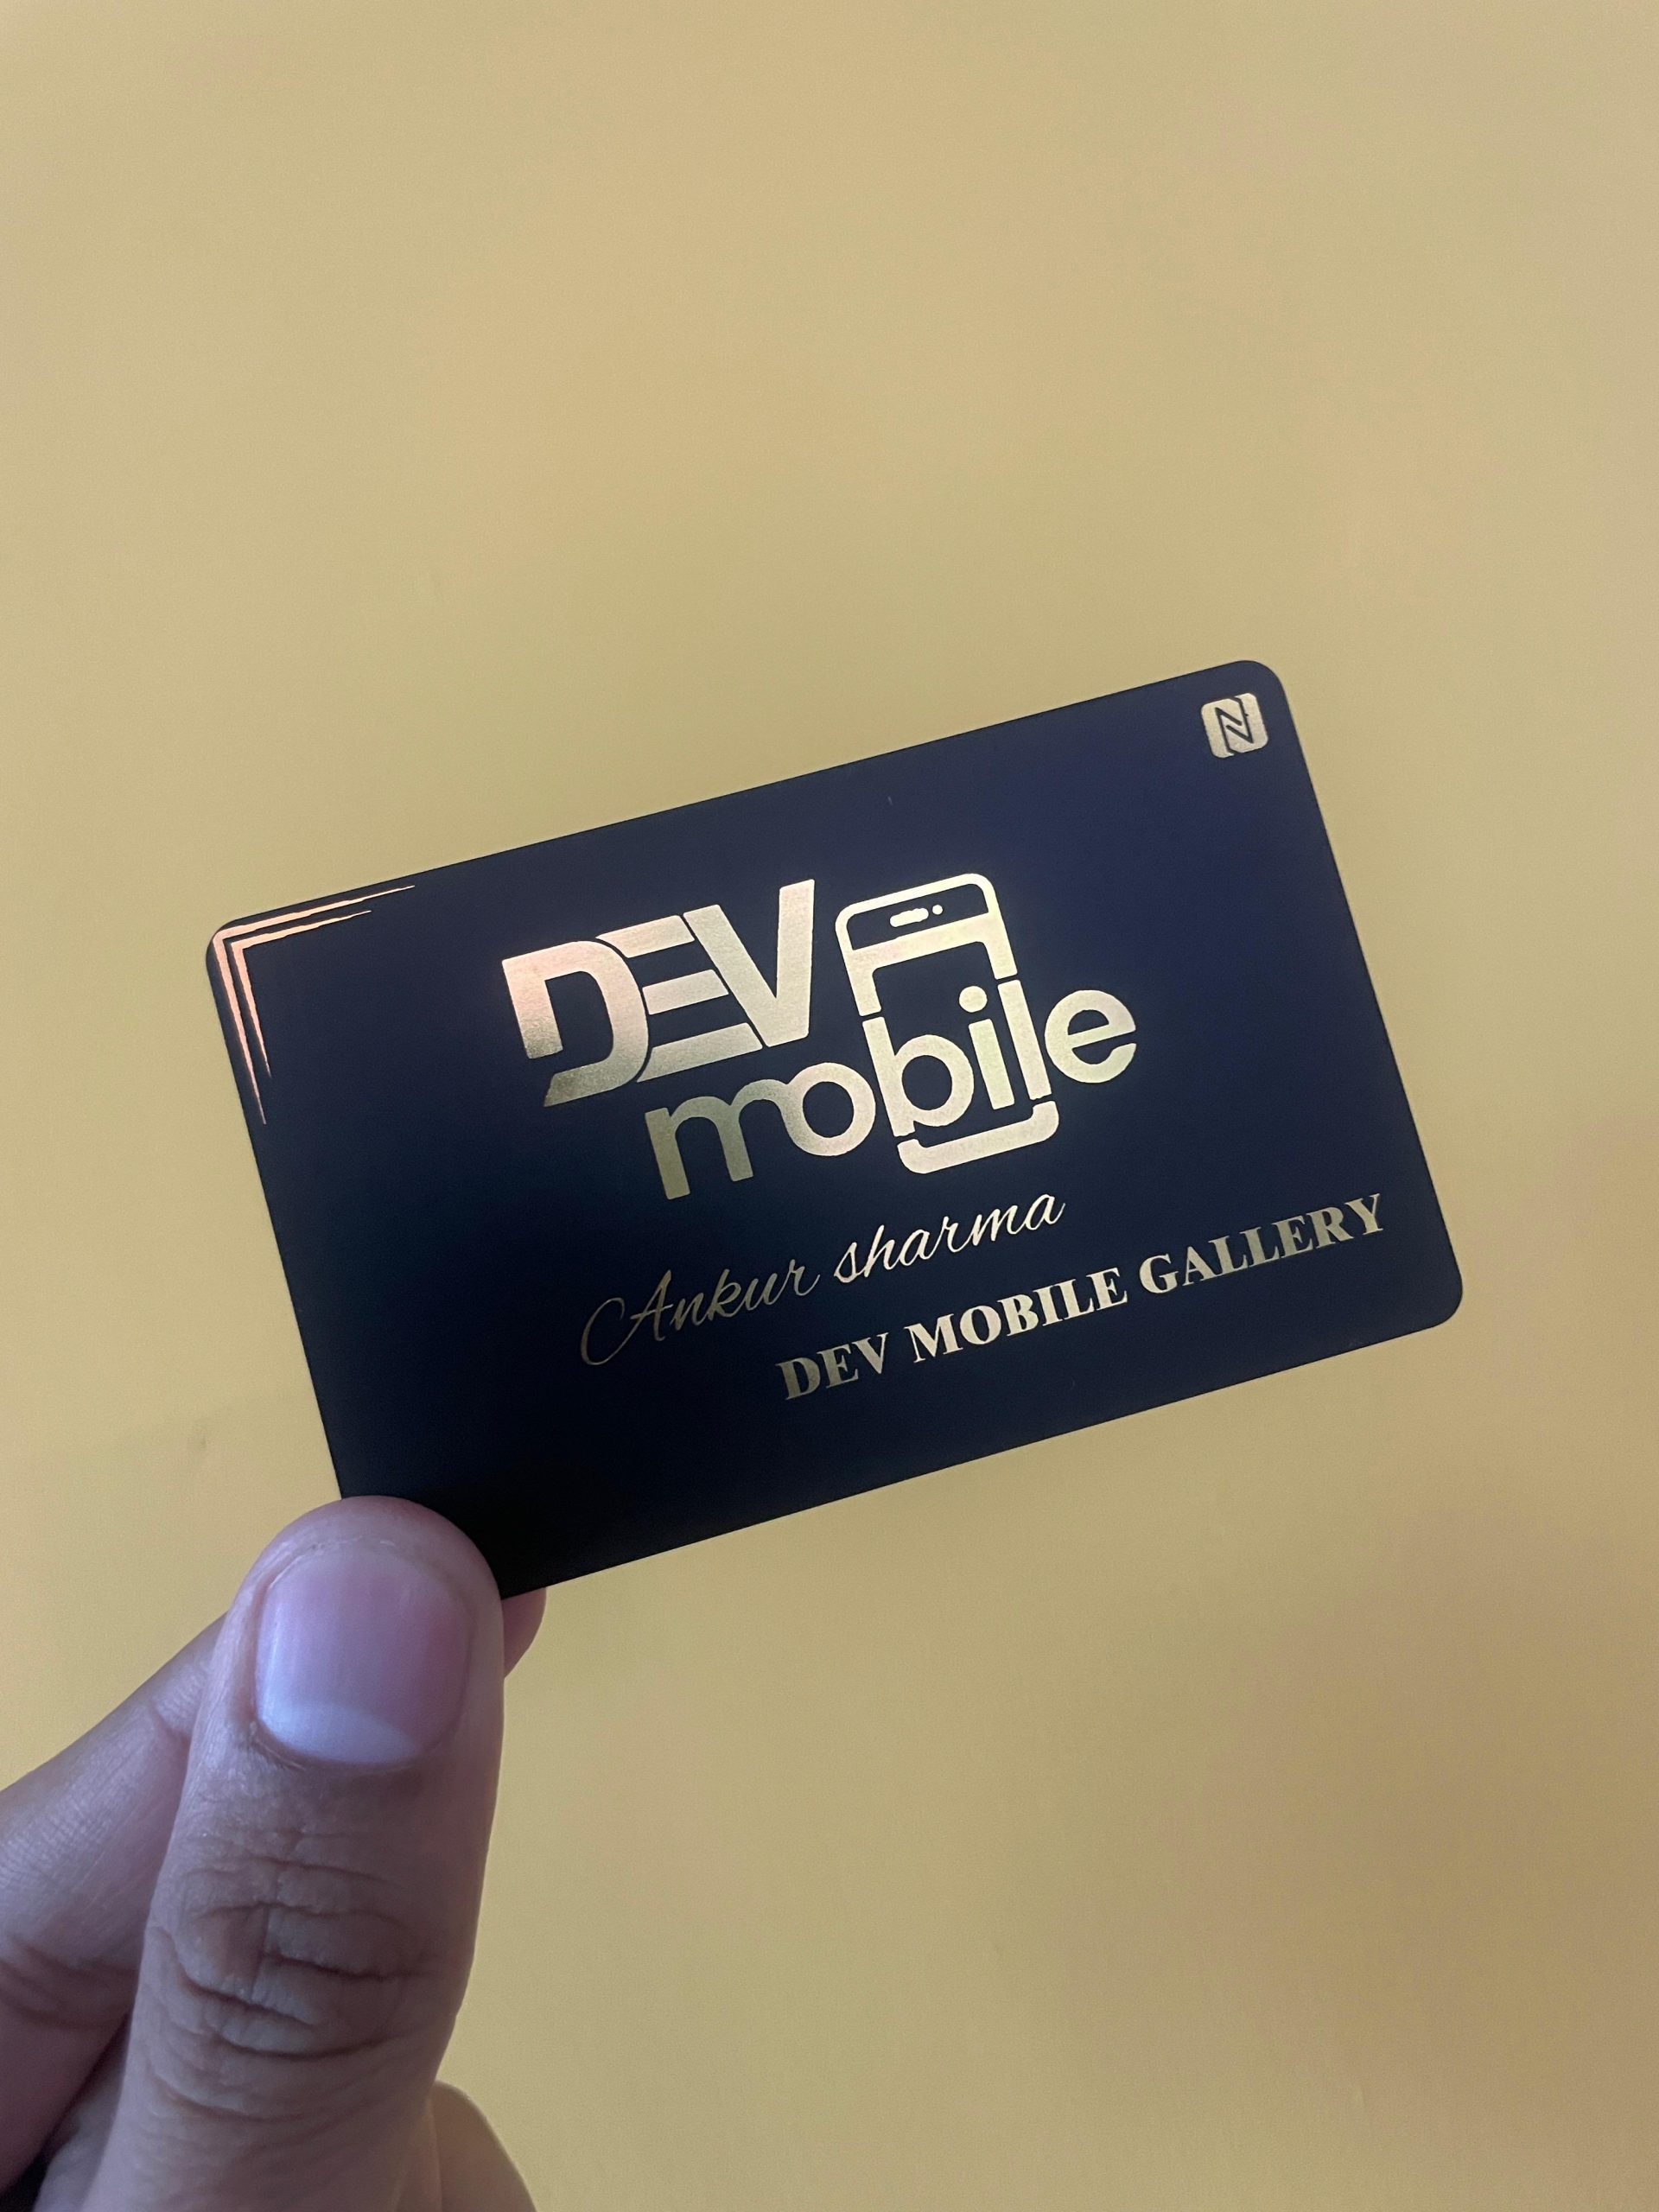 N
DEV
mobile
Ankur sharma
DEV MOBILE GALLERY